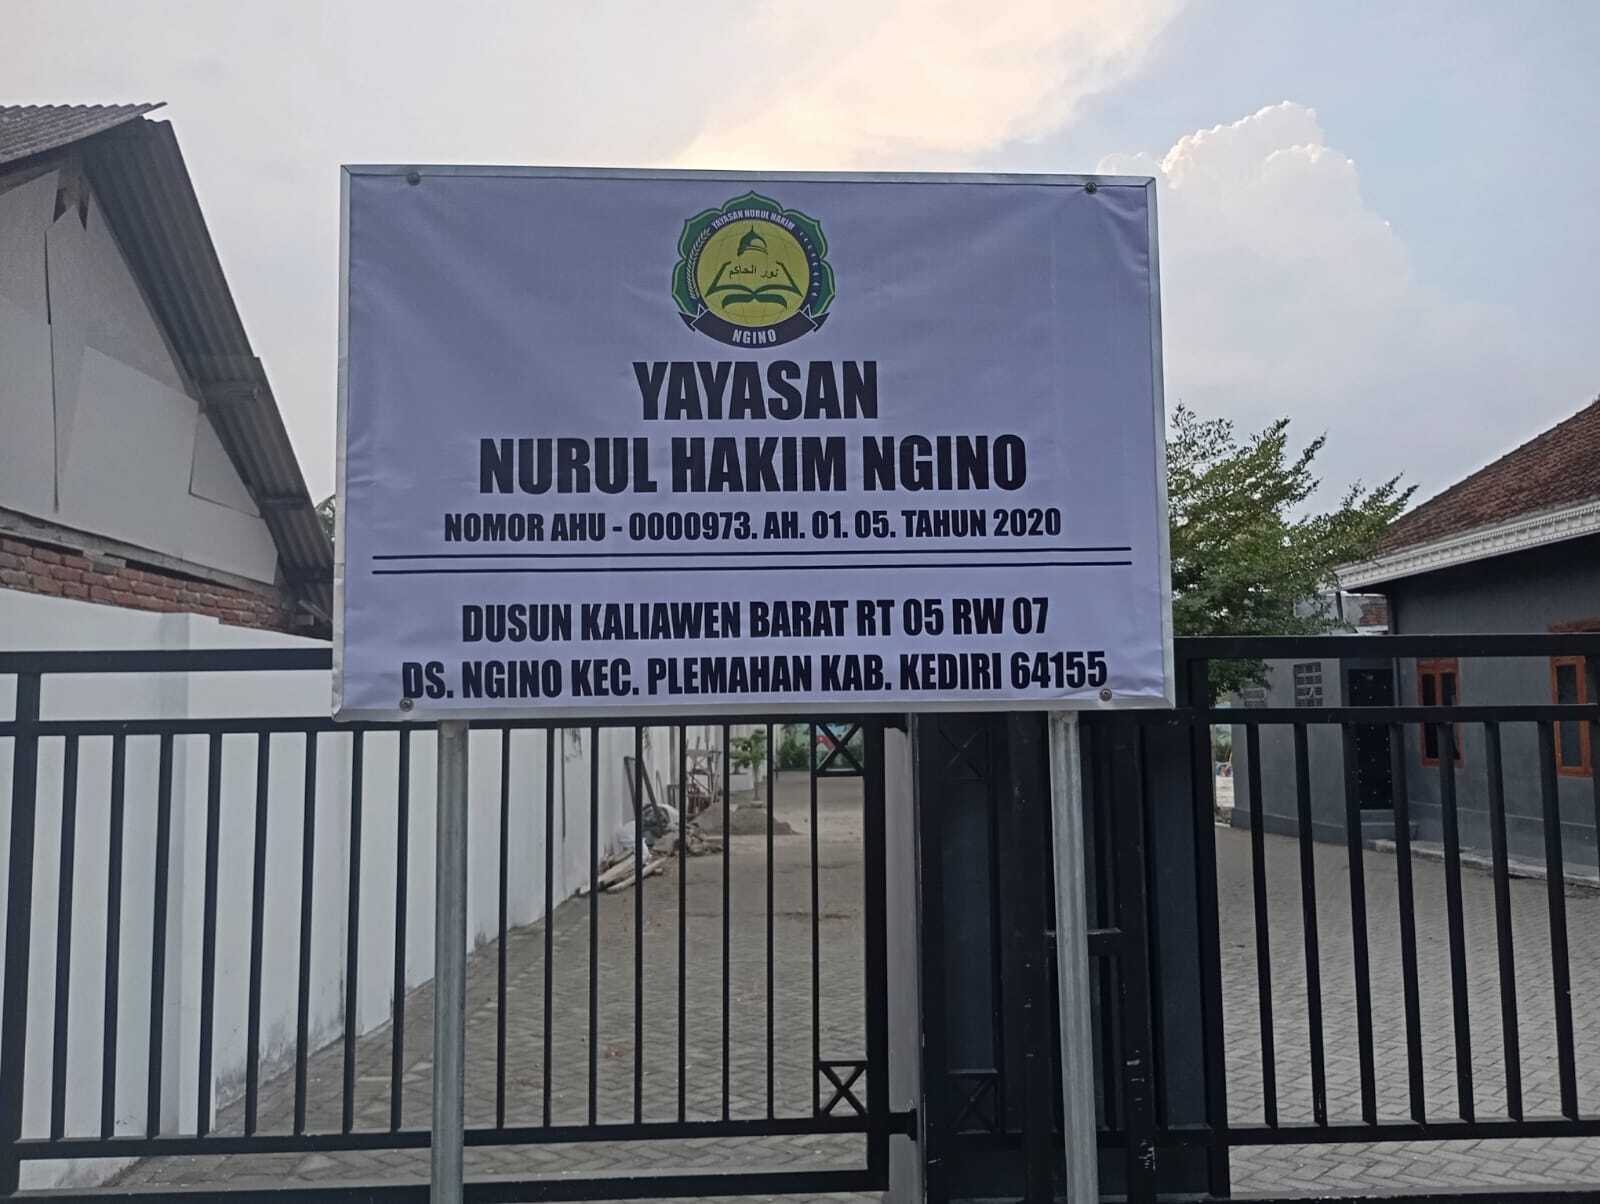 YAYASAN NURUL HAKIM
نور الحاكم
NGINO
YAYASAN
NURUL HAKIM NGINO
NOMOR AHU - 0000973. AH. 01. 05. TAHUN 2020
DUSUN KALIAWEN BARAT RT 05 RW 07
DS. NGINO KEC. PLEMAHAN KAB. KEDIRI 64155